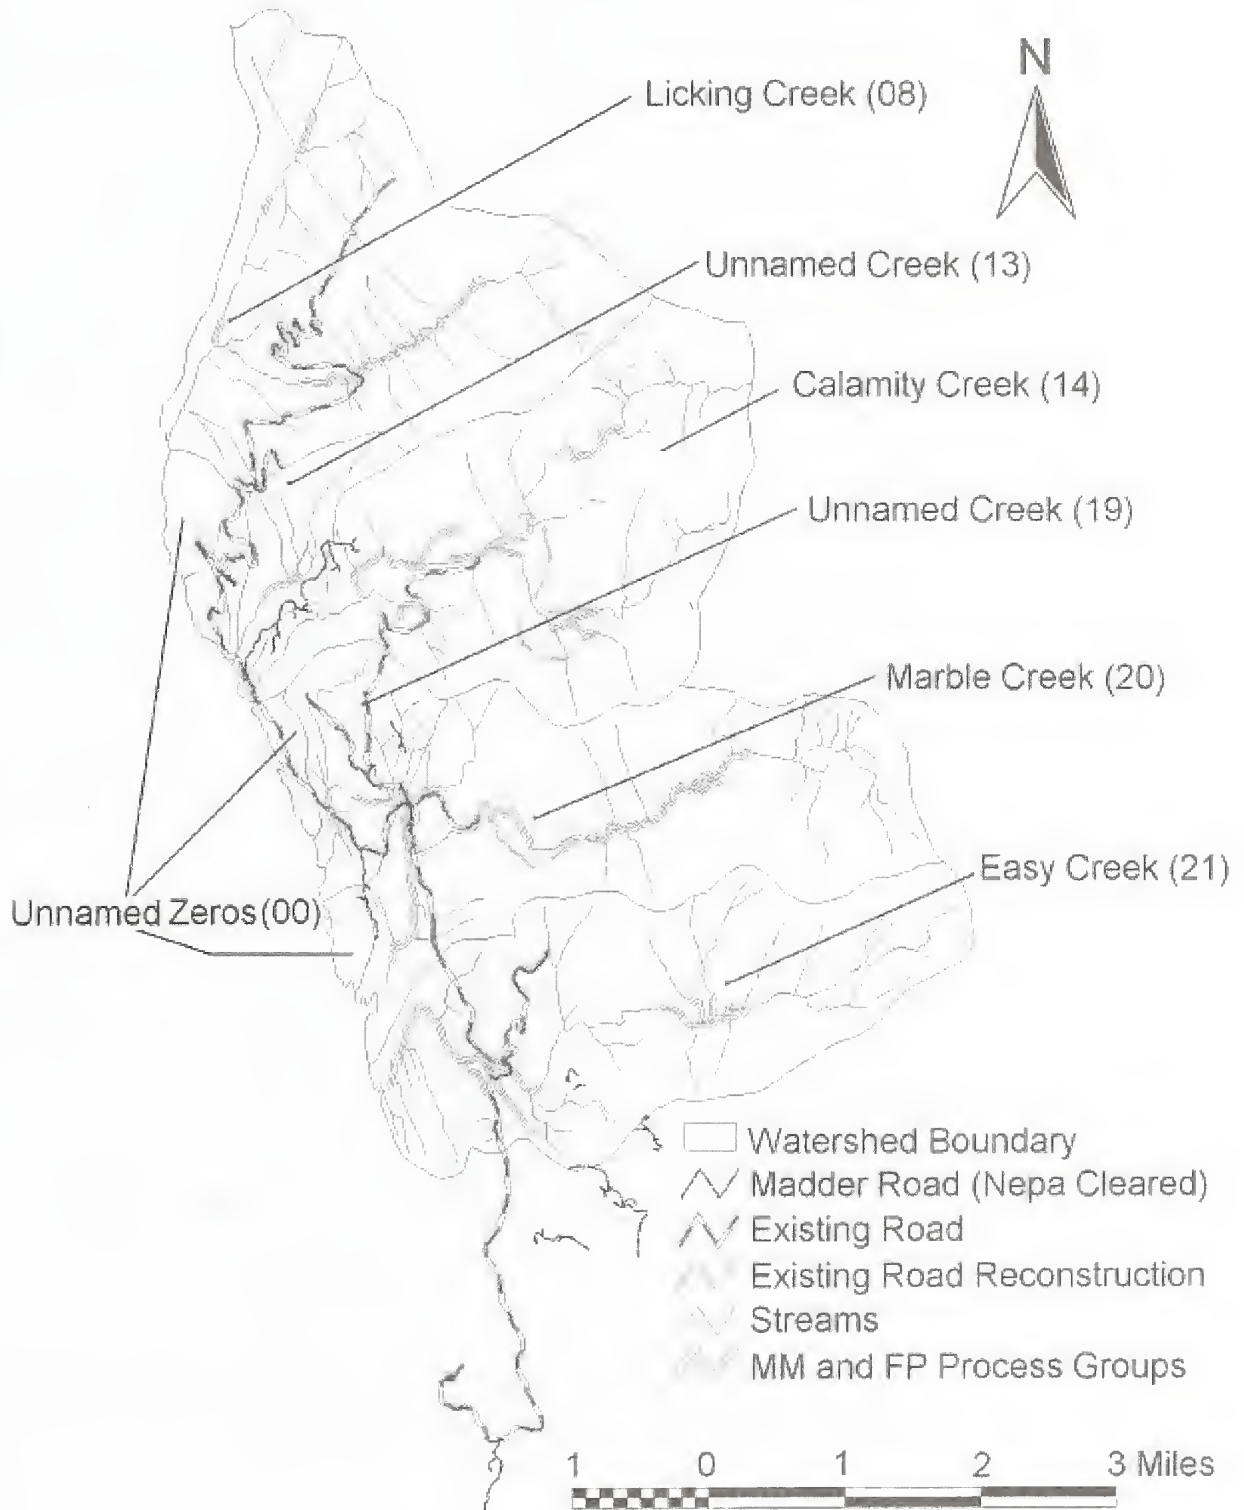 N
Licking Creek (08)
Unnamed Creek (13)
Calamity Creek (14)
Unnamed Creek (19)
Marble Creek (20)
Easy Creek (21)
Unnamed Zeros(00)
Watershed Boundary
Madder Road (Nepa Cleared)
Existing Road
Existing Road Reconstruction
Streams
MM and FP Process Groups
1 0 1 2 3 Miles